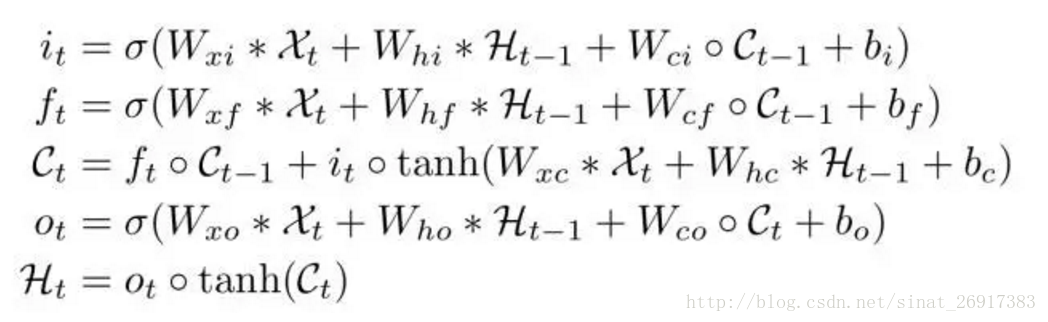 i_t = σ(W_{xi} * 𝒳_t + W_{hi} * ℋ_{t−1} + W_{ci} ∘ 𝒞_{t−1} + b_i)
f_t = σ(W_{xf} * 𝒳_t + W_{hf} * ℋ_{t−1} + W_{cf} ∘ 𝒞_{t−1} + b_f)
𝒞_t = f_t ∘ 𝒞_{t−1} + i_t ∘ tanh(W_{xc} * 𝒳_t + W_{hc} * ℋ_{t−1} + b_c)
o_t = σ(W_{xo} * 𝒳_t + W_{ho} * ℋ_{t−1} + W_{co} ∘ 𝒞_t + b_o)
ℋ_t = o_t ∘ tanh(𝒞_t)
http://blog.csdn.net/sinat_26917383